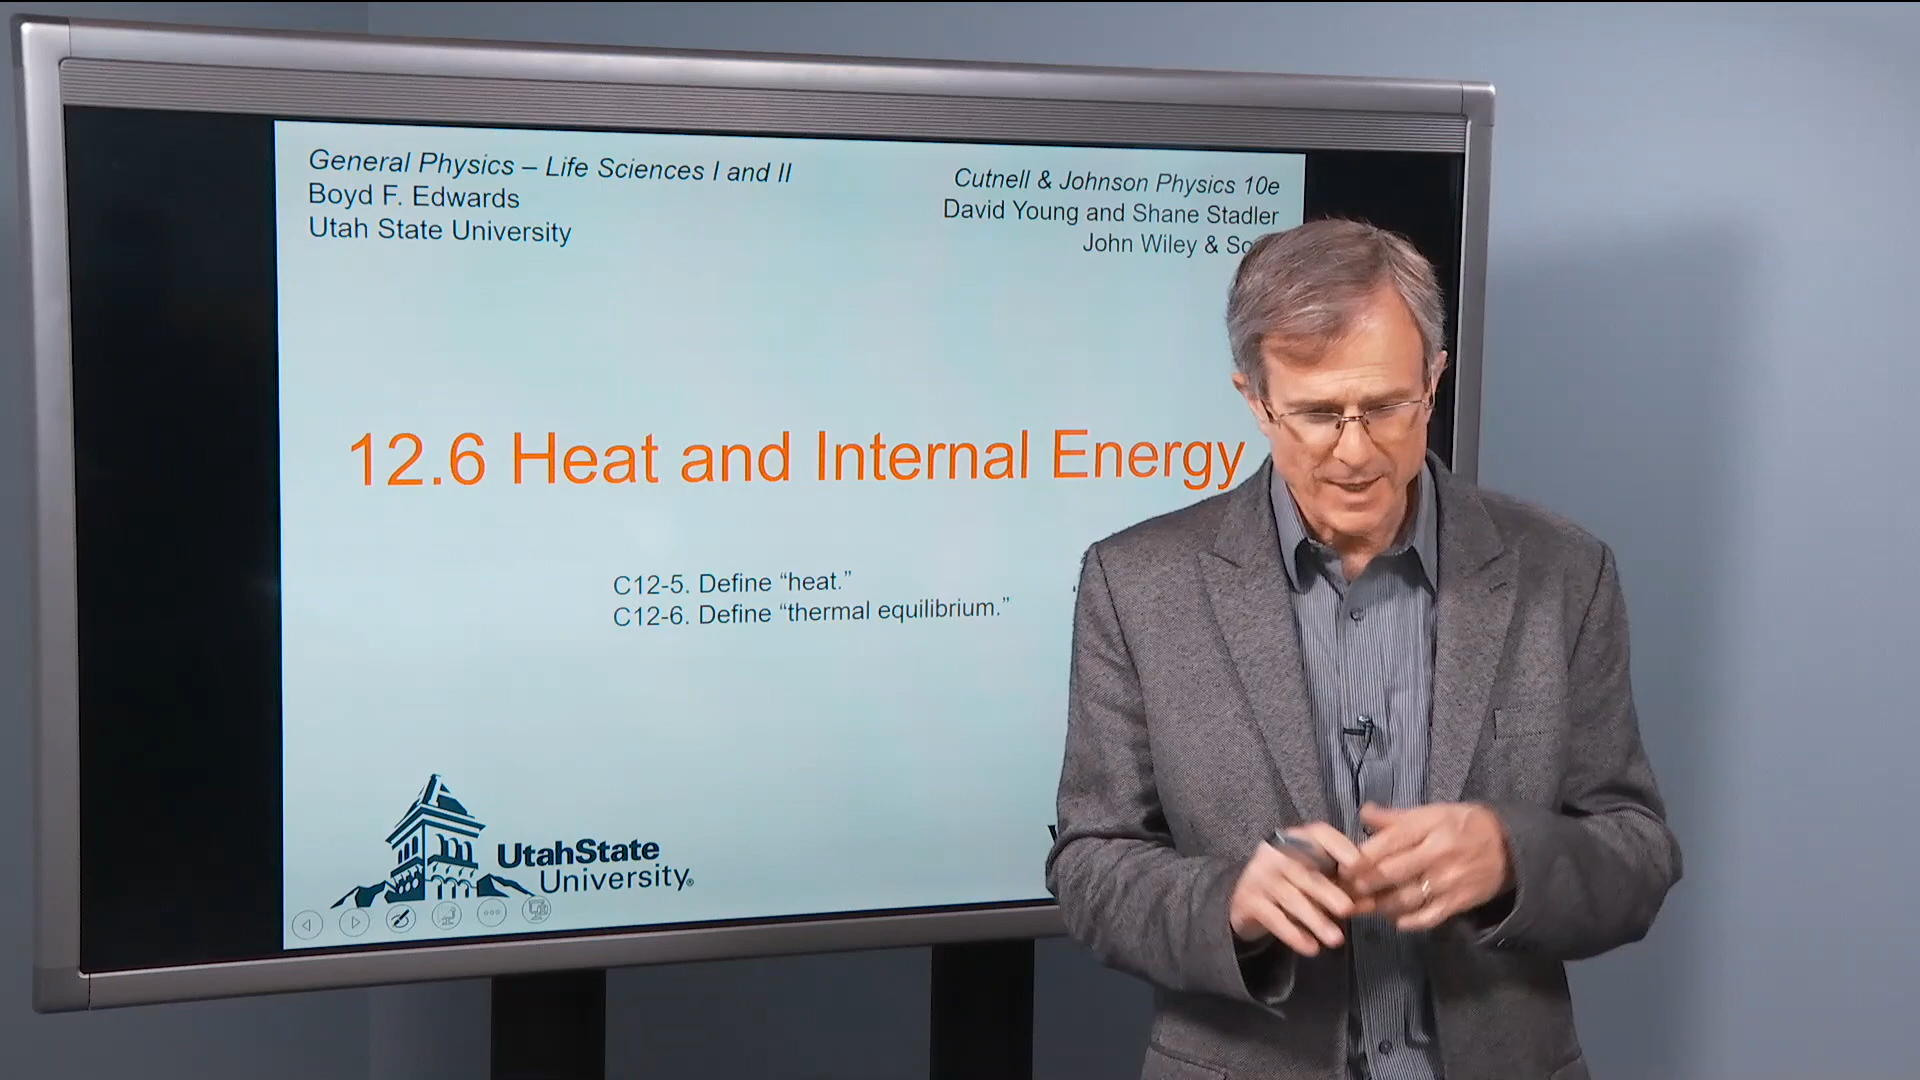 General Physics – Life Sciences I and II
Boyd F. Edwards
Utah State University
Cutnell & Johnson Physics 10e
David Young and Shane Stadler
John Wiley & So
12.6 Heat and Internal Energy
C12-5. Define “heat.”
C12-6. Define “thermal equilibrium.”
UtahState
University®